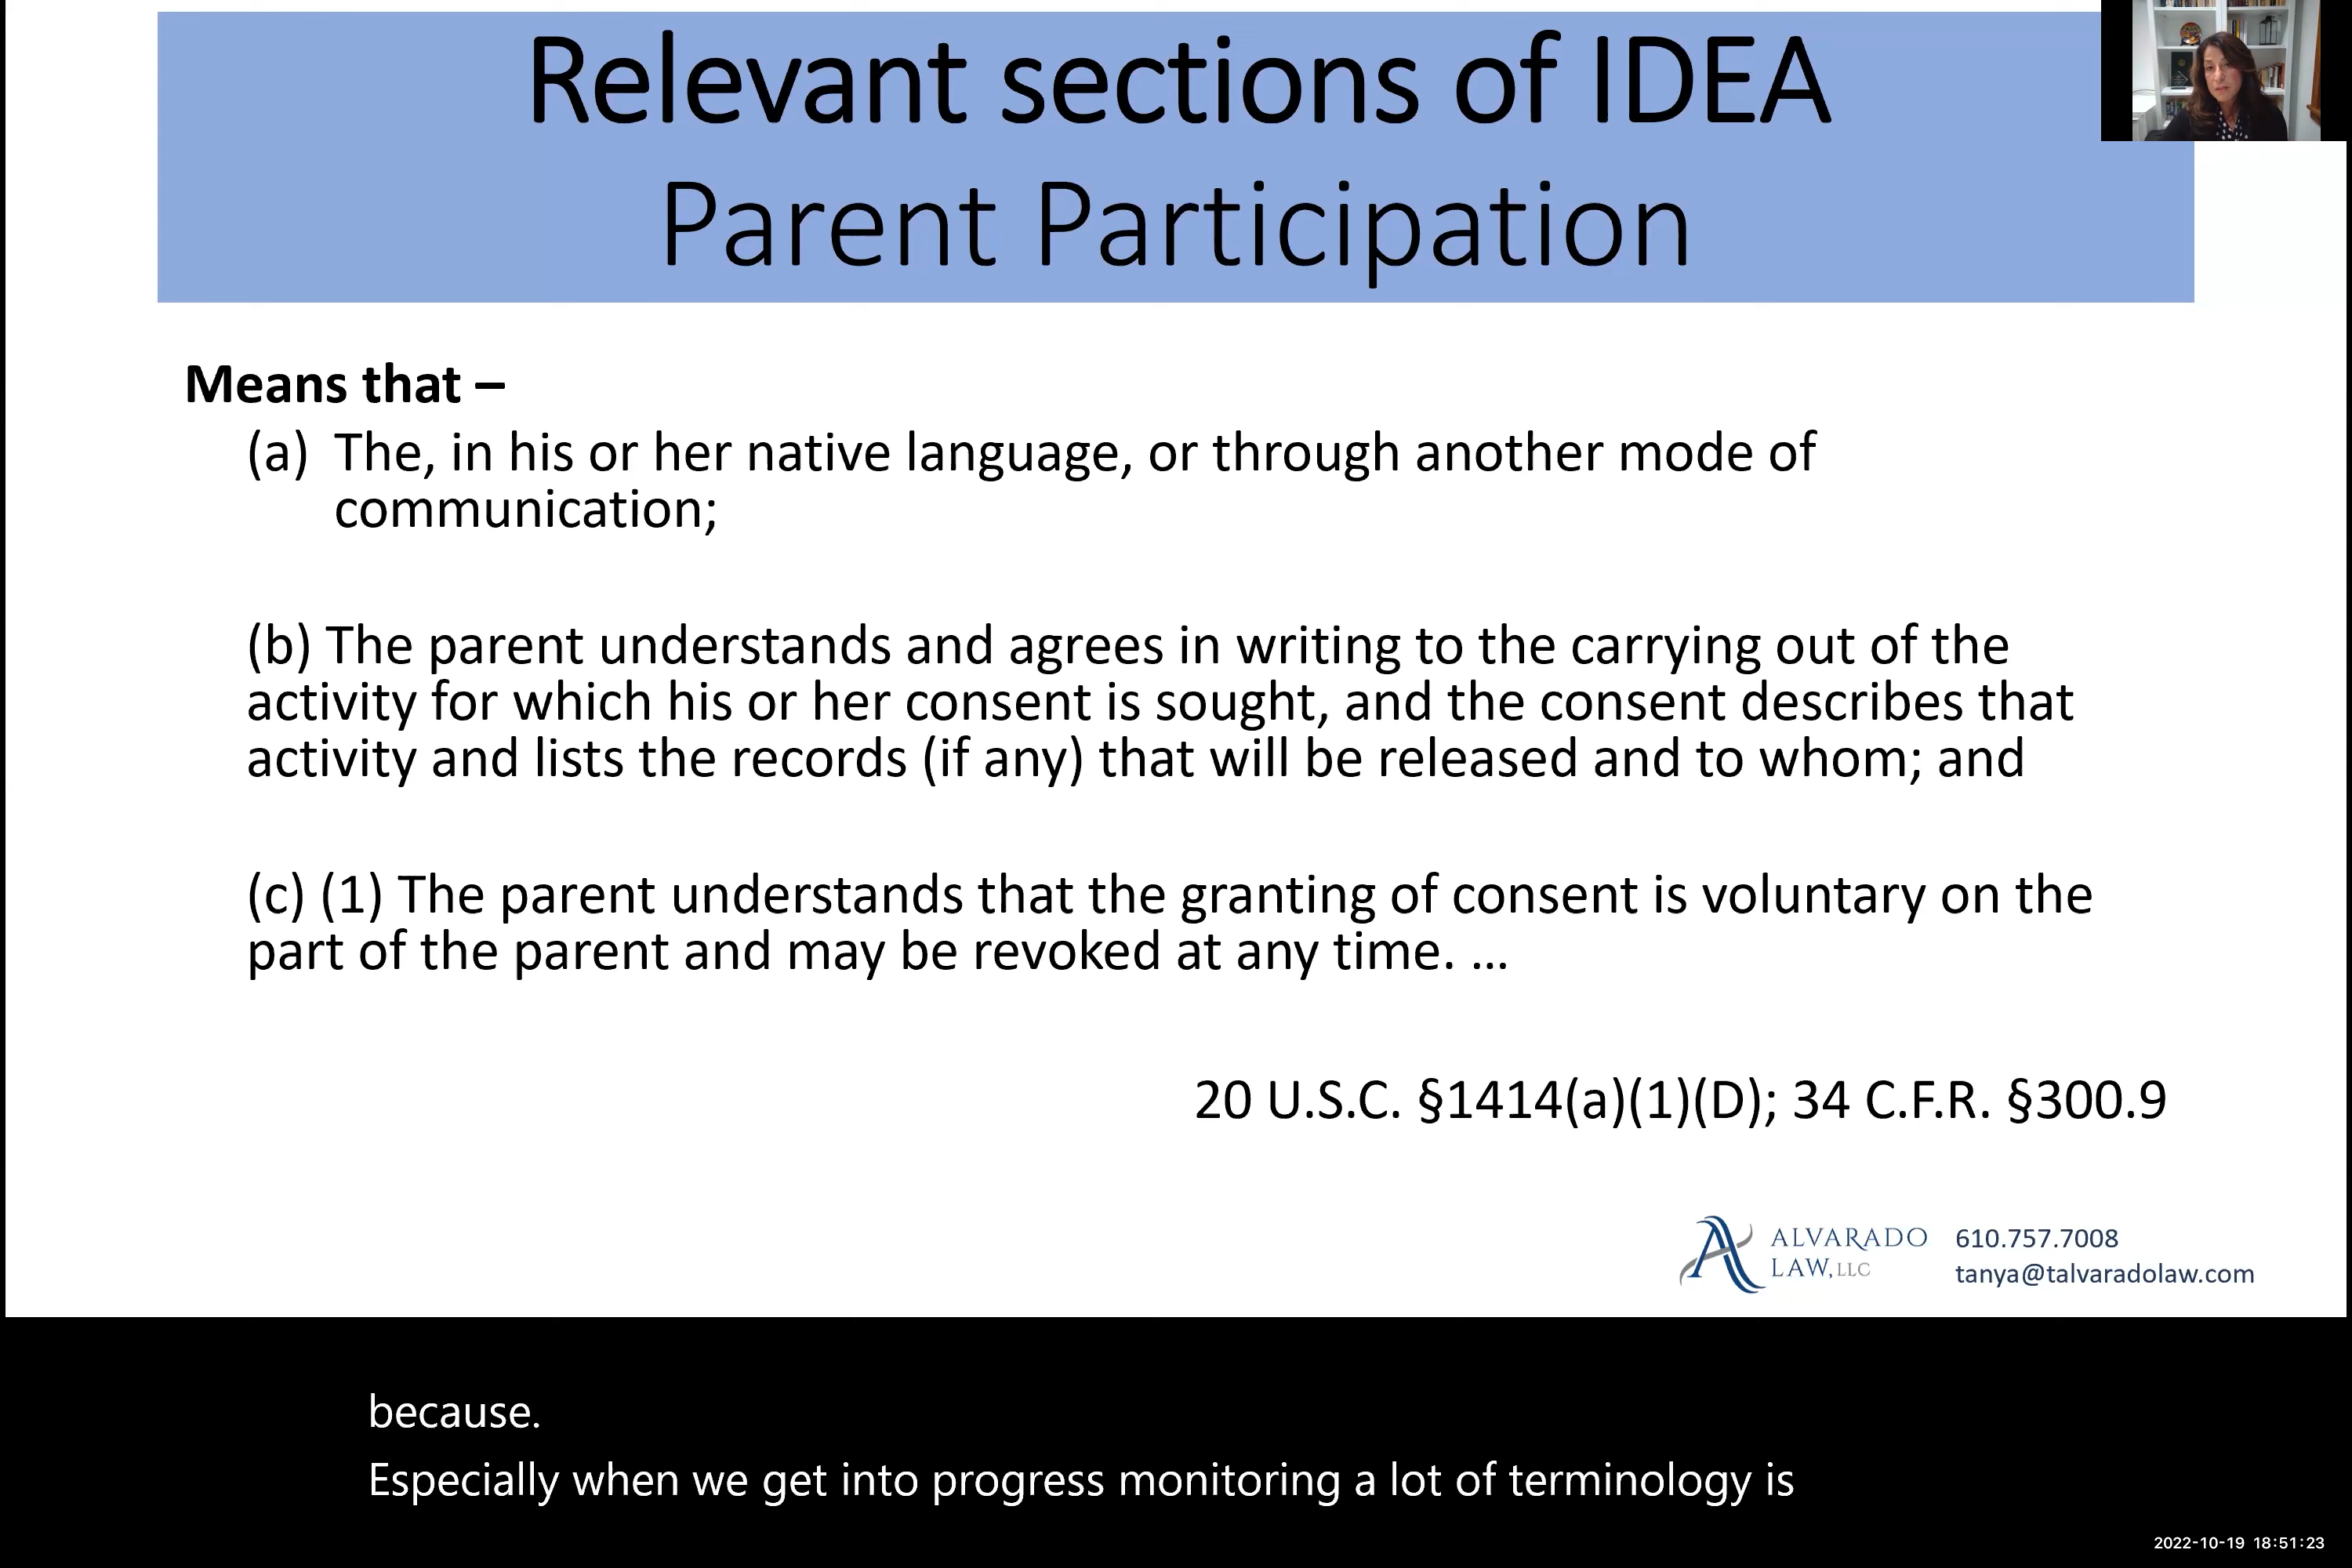 Relevant sections of IDEA
Parent Participation
Means that –
(a) The, in his or her native language, or through another mode of
communication;
(b) The parent understands and agrees in writing to the carrying out of the
activity for which his or her consent is sought, and the consent describes that
activity and lists the records (if any) that will be released and to whom; and
(c) (1) The parent understands that the granting of consent is voluntary on the
part of the parent and may be revoked at any time. ...
20 U.S.C. §1414(a)(1)(D); 34 C.F.R. §300.9
ALVARADO
LAW, LLC
610.757.7008
tanya@talvaradolaw.com
because.
Especially when we get into progress monitoring a lot of terminology is
2022-10-19 18:51:23